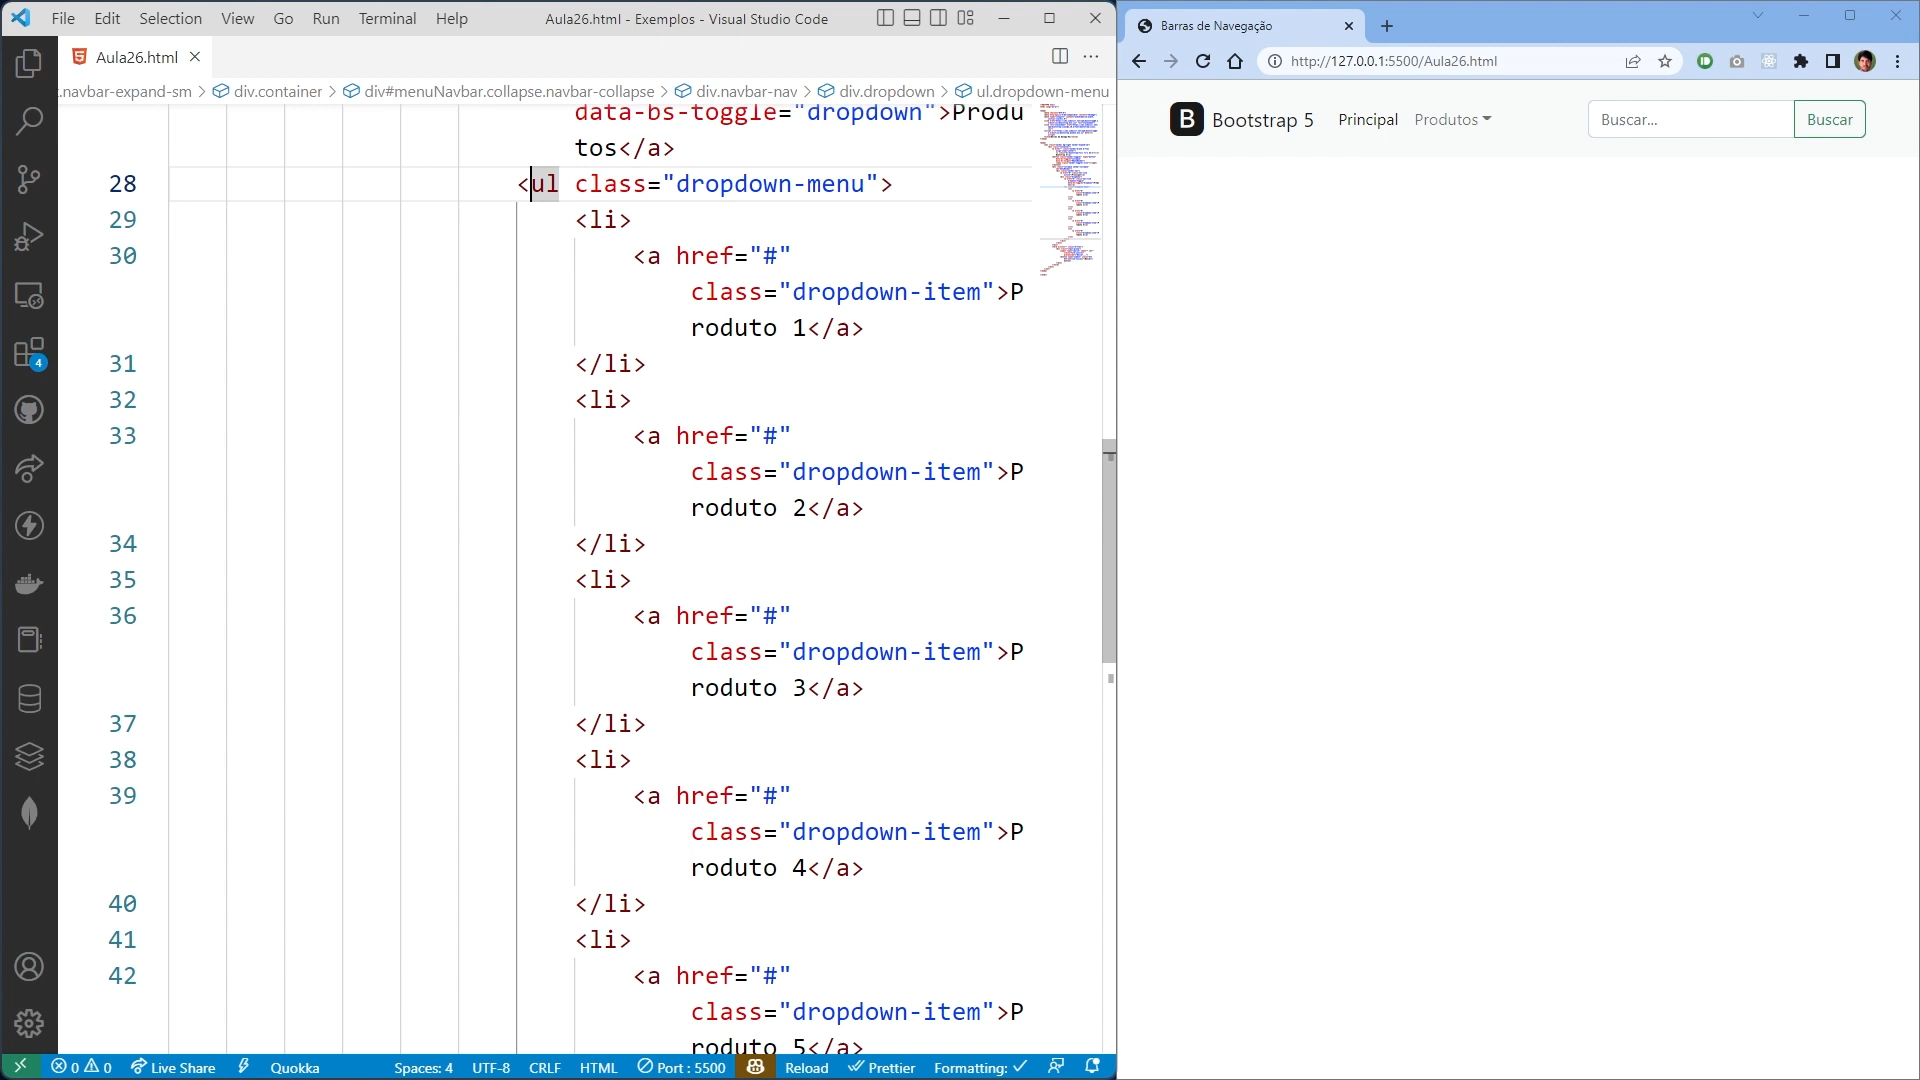 File Edit Selection View Go Run Terminal Help
Aula26.html - Exemplos - Visual Studio Code
Aula26.html
.navbar-expand-sm > div.container > div#menuNavbar.collapse.navbar-collapse > div.navbar-nav > div.dropdown > ul.dropdown-menu
data-bs-toggle="dropdown">Produ
tos</a>
28 <ul class="dropdown-menu">
29 <li>
30 <a href="#"
class="dropdown-item">P
roduto 1</a>
31 </li>
32 <li>
33 <a href="#"
class="dropdown-item">P
roduto 2</a>
34 </li>
35 <li>
36 <a href="#"
class="dropdown-item">P
roduto 3</a>
37 </li>
38 <li>
39 <a href="#"
class="dropdown-item">P
roduto 4</a>
40 </li>
41 <li>
42 <a href="#"
class="dropdown-item">P
roduto 5</a>
4
0 0 Live Share Quokka Spaces: 4 UTF-8 CRLF HTML Port : 5500 Reload Prettier Formatting:
Barras de Navegação
http://127.0.0.1:5500/Aula26.html
B Bootstrap 5 Principal Produtos Buscar... Buscar